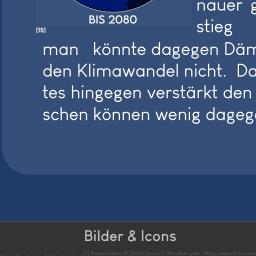 nauer g
BIS 2080
stieg
[15]
man könnte dagegen Däm
den Klimawandel nicht. Da
tes hingegen verstärkt den
schen können wenig dagege
Bilder & Icons